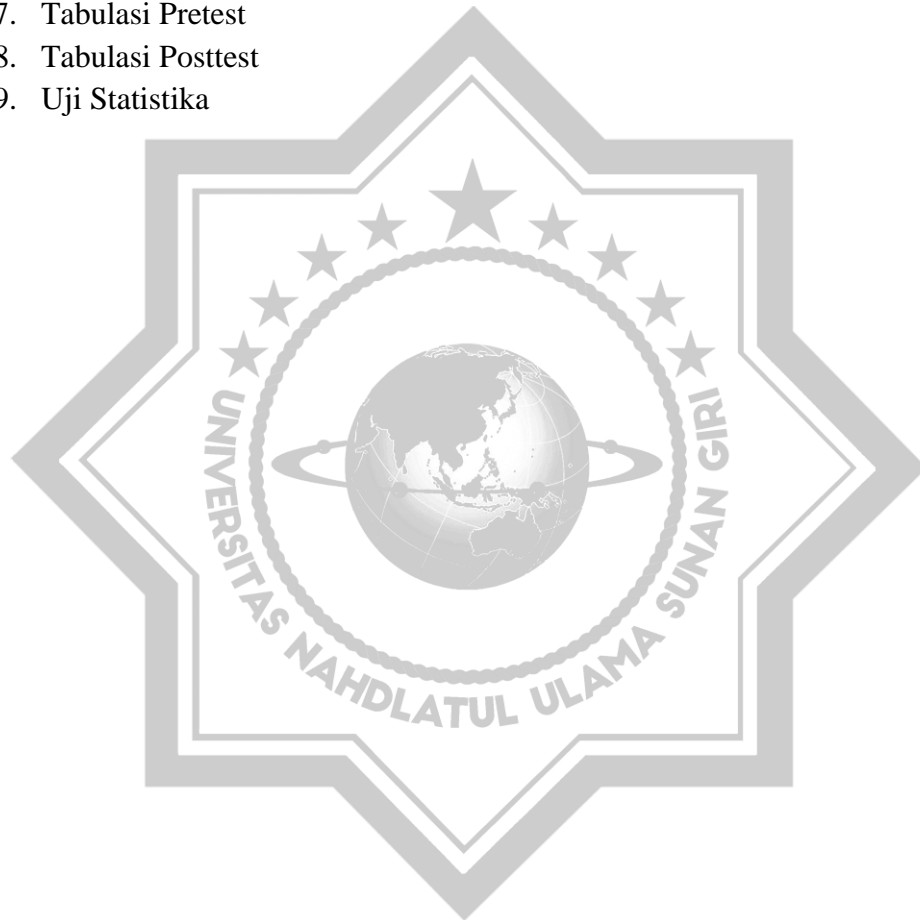 7. Tabulasi Pretest
8. Tabulasi Posttest
9. Uji Statistika
UNIVERSITAS NAHDLATUL ULAMA SUNAN GIRI